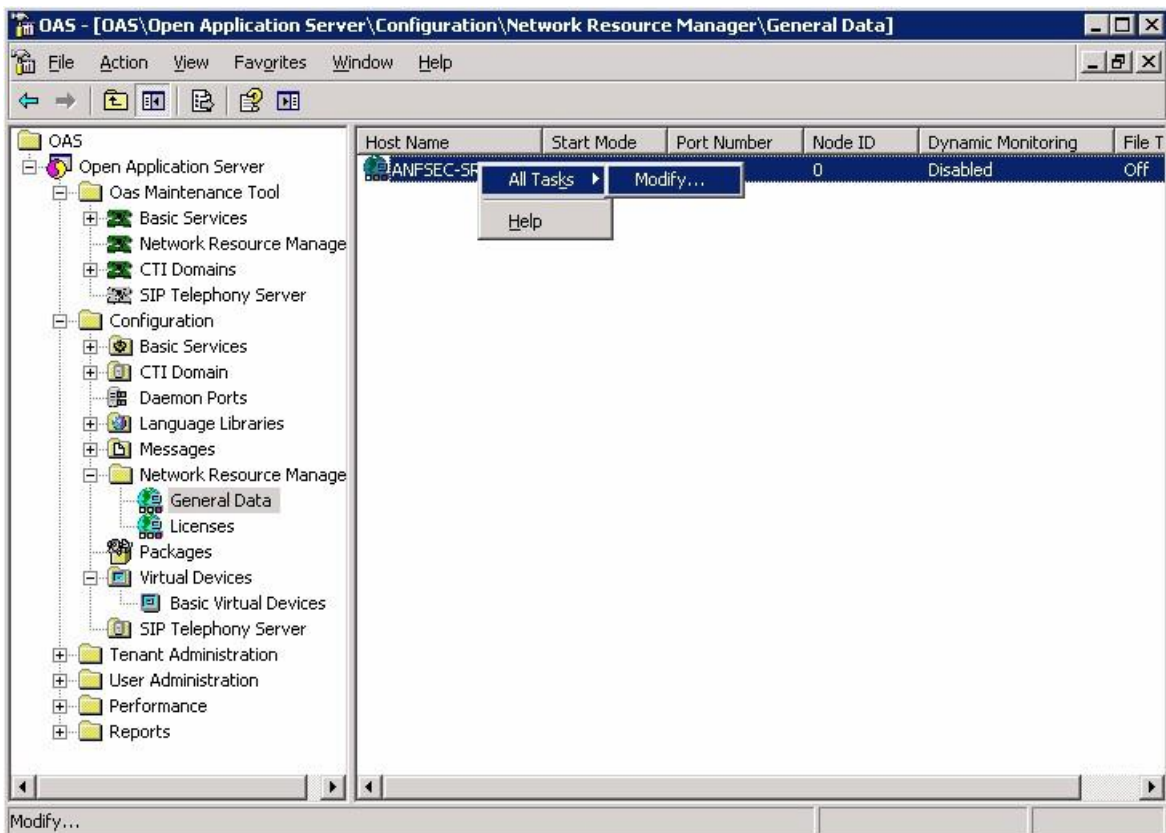 OAS - [OAS\Open Application Server\Configuration\Network Resource Manager\General Data]
File Action View Favorites Window Help
OAS
Open Application Server
Oas Maintenance Tool
Basic Services
Network Resource Manage
CTI Domains
SIP Telephony Server
Configuration
Basic Services
CTI Domain
Daemon Ports
Language Libraries
Messages
Network Resource Manage
General Data
Licenses
Packages
Virtual Devices
Basic Virtual Devices
SIP Telephony Server
Tenant Administration
User Administration
Performance
Reports
Host Name Start Mode Port Number Node ID Dynamic Monitoring File T
ANFSEC-SR 0 Disabled Off
All Tasks Modify...
Help
Modify...